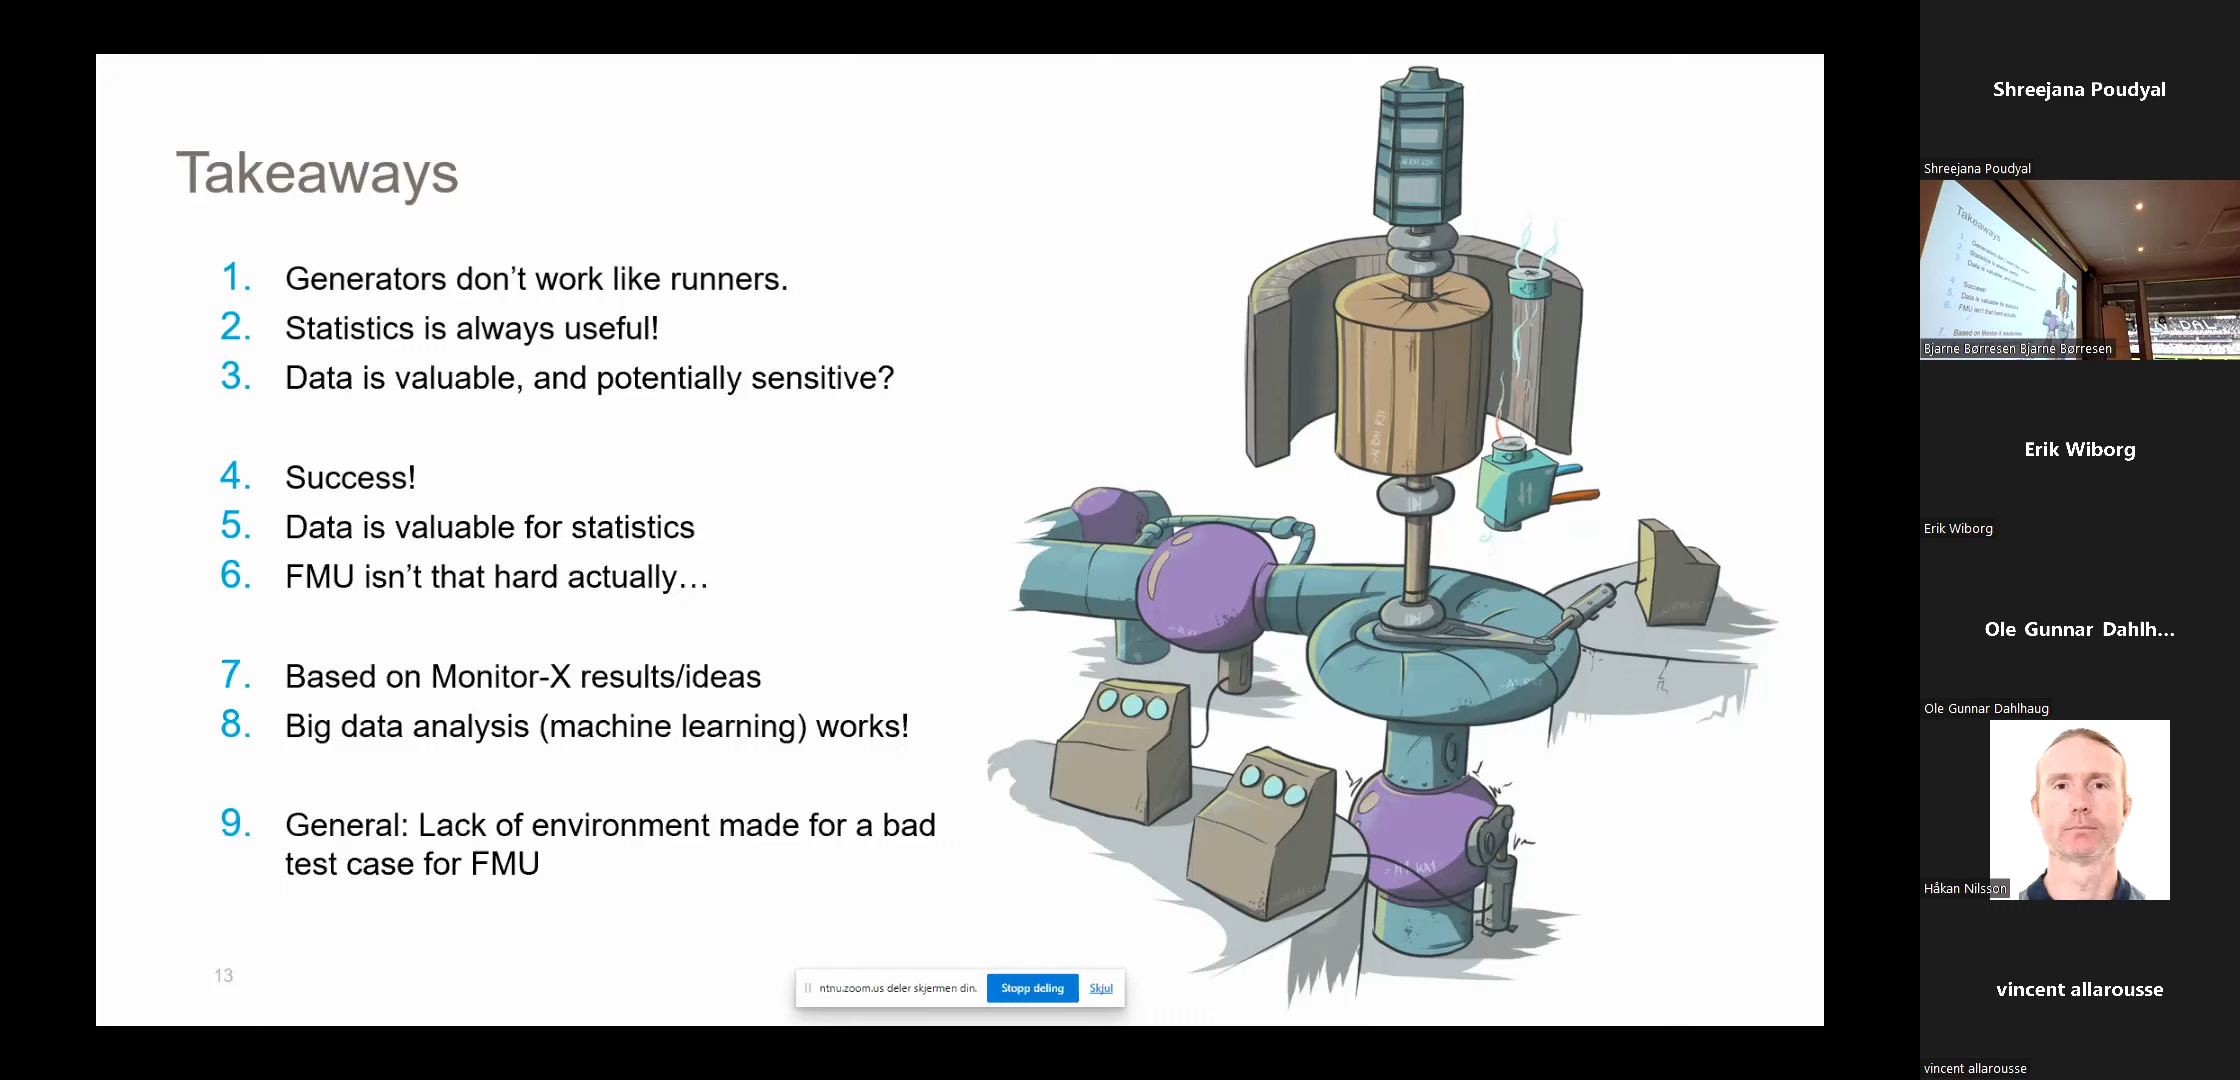 Takeaways
1. Generators don’t work like runners.
2. Statistics is always useful!
3. Data is valuable, and potentially sensitive?
4. Success!
5. Data is valuable for statistics
6. FMU isn’t that hard actually…
7. Based on Monitor-X results/ideas
8. Big data analysis (machine learning) works!
9. General: Lack of environment made for a bad
test case for FMU
13
ntnu.zoom.us deler skjermen din.
Stopp deling
Skjul
Shreejana Poudyal
Shreejana Poudyal
Takeaways
Bjarne Børresen Bjarne Børresen
Erik Wiborg
Erik Wiborg
Ole Gunnar Dahlh...
Ole Gunnar Dahlhaug
Håkan Nilsson
vincent allarousse
vincent allarousse